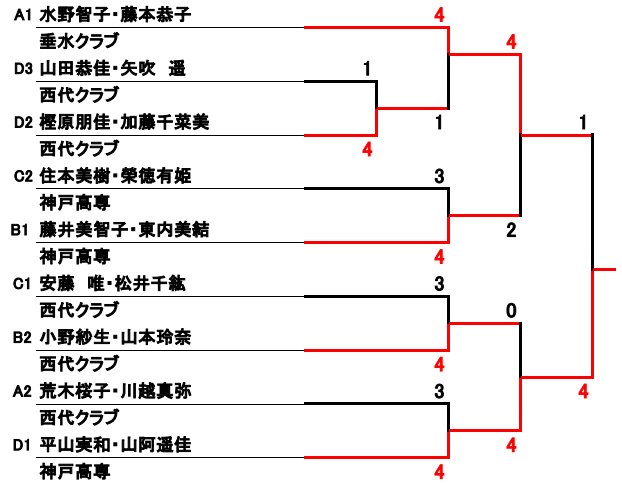 A1 水野智子・藤本恭子
4
垂水クラブ
4
D3 山田恭佳・矢吹　遥
1
西代クラブ
D2 樫原朋佳・加藤千菜美
1
1
西代クラブ
4
C2 住本美樹・榮徳有姫
3
神戸高専
B1 藤井美智子・東内美結
2
神戸高専
4
C1 安藤　唯・松井千紘
3
西代クラブ
0
B2 小野紗生・山本玲奈
西代クラブ
4
A2 荒木桜子・川越真弥
3
4
西代クラブ
D1 平山実和・山阿遥佳
4
神戸高専
4